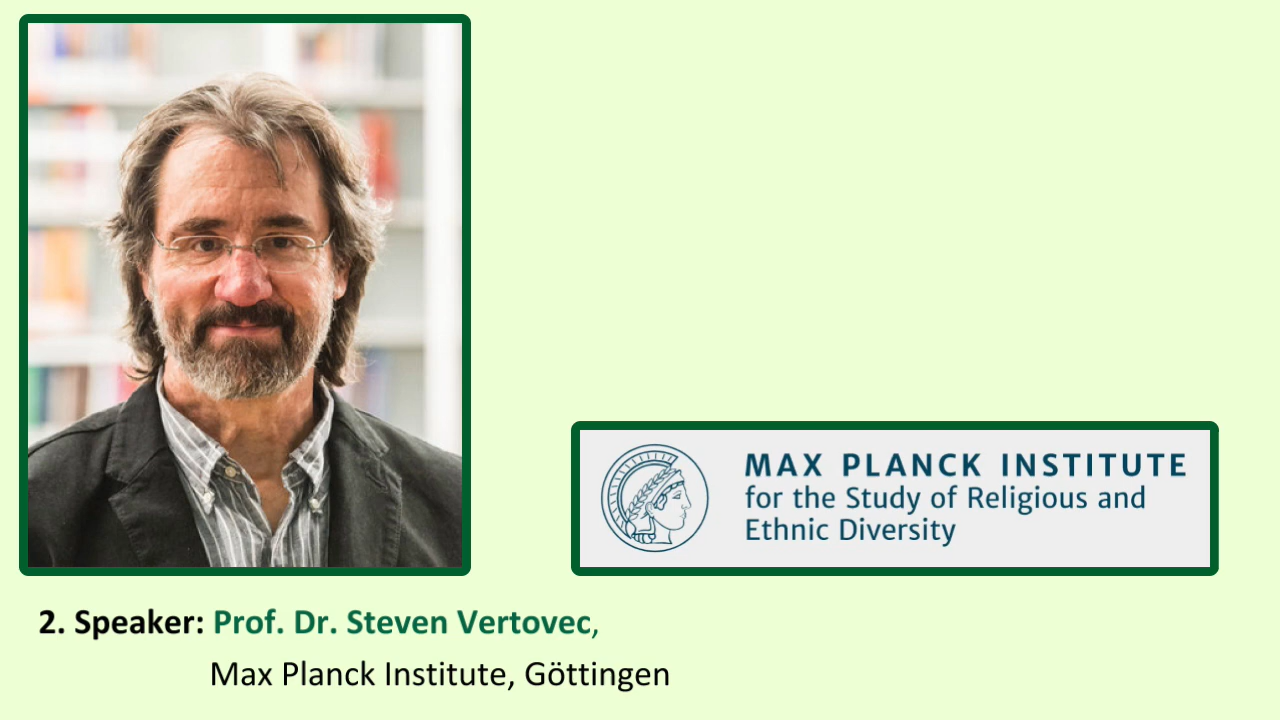 MAX PLANCK INSTITUTE
for the Study of Religious and
Ethnic Diversity
2. Speaker: Prof. Dr. Steven Vertovec,
Max Planck Institute, Göttingen